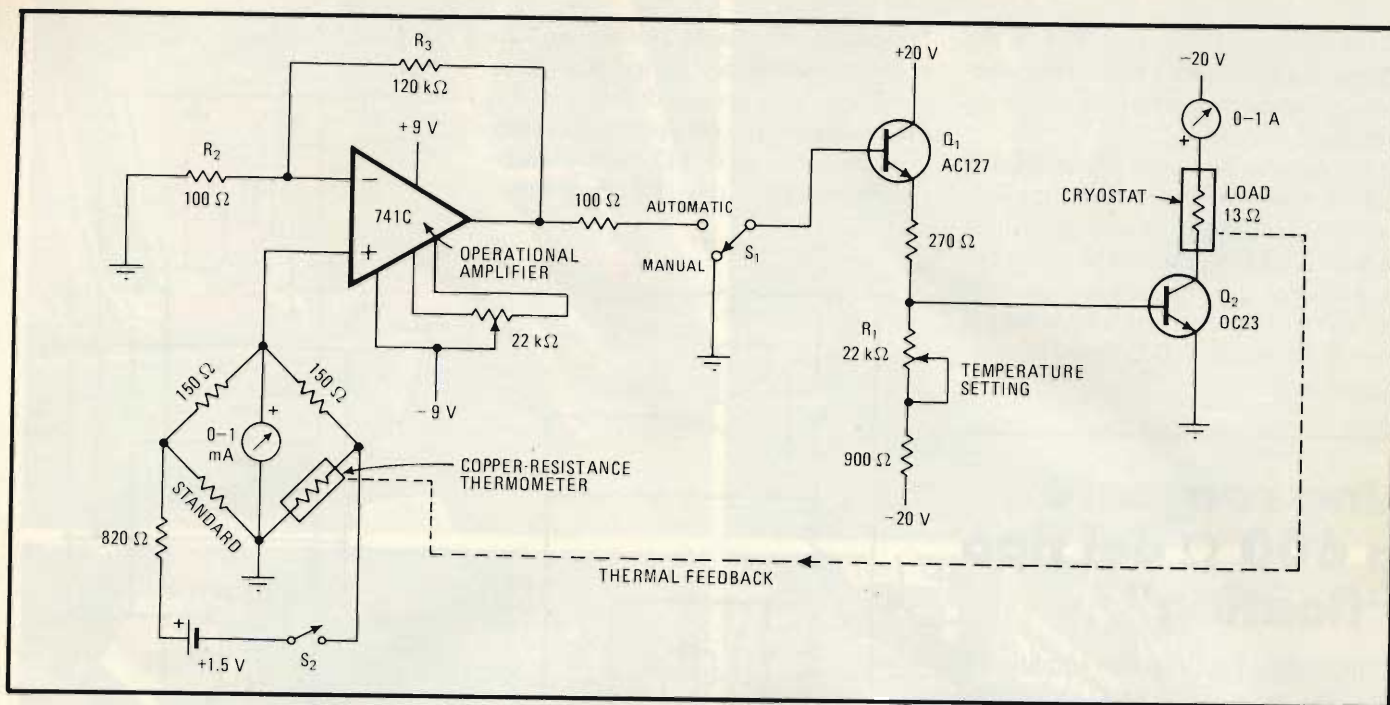 R3
120 kΩ
+9 V
R2
100 Ω
−
741C
+
OPERATIONAL
AMPLIFIER
22 kΩ
− 9 V
100 Ω
AUTOMATIC
MANUAL
S1
+20 V
Q1
AC127
270 Ω
R1
22 kΩ
TEMPERATURE
SETTING
900 Ω
−20 V
−20 V
0–1 A
+
CRYOSTAT
LOAD
13 Ω
Q2
OC23
150 Ω
150 Ω
+
0–1
mA
STANDARD
COPPER-RESISTANCE
THERMOMETER
820 Ω
THERMAL FEEDBACK
+
+1.5 V
S2